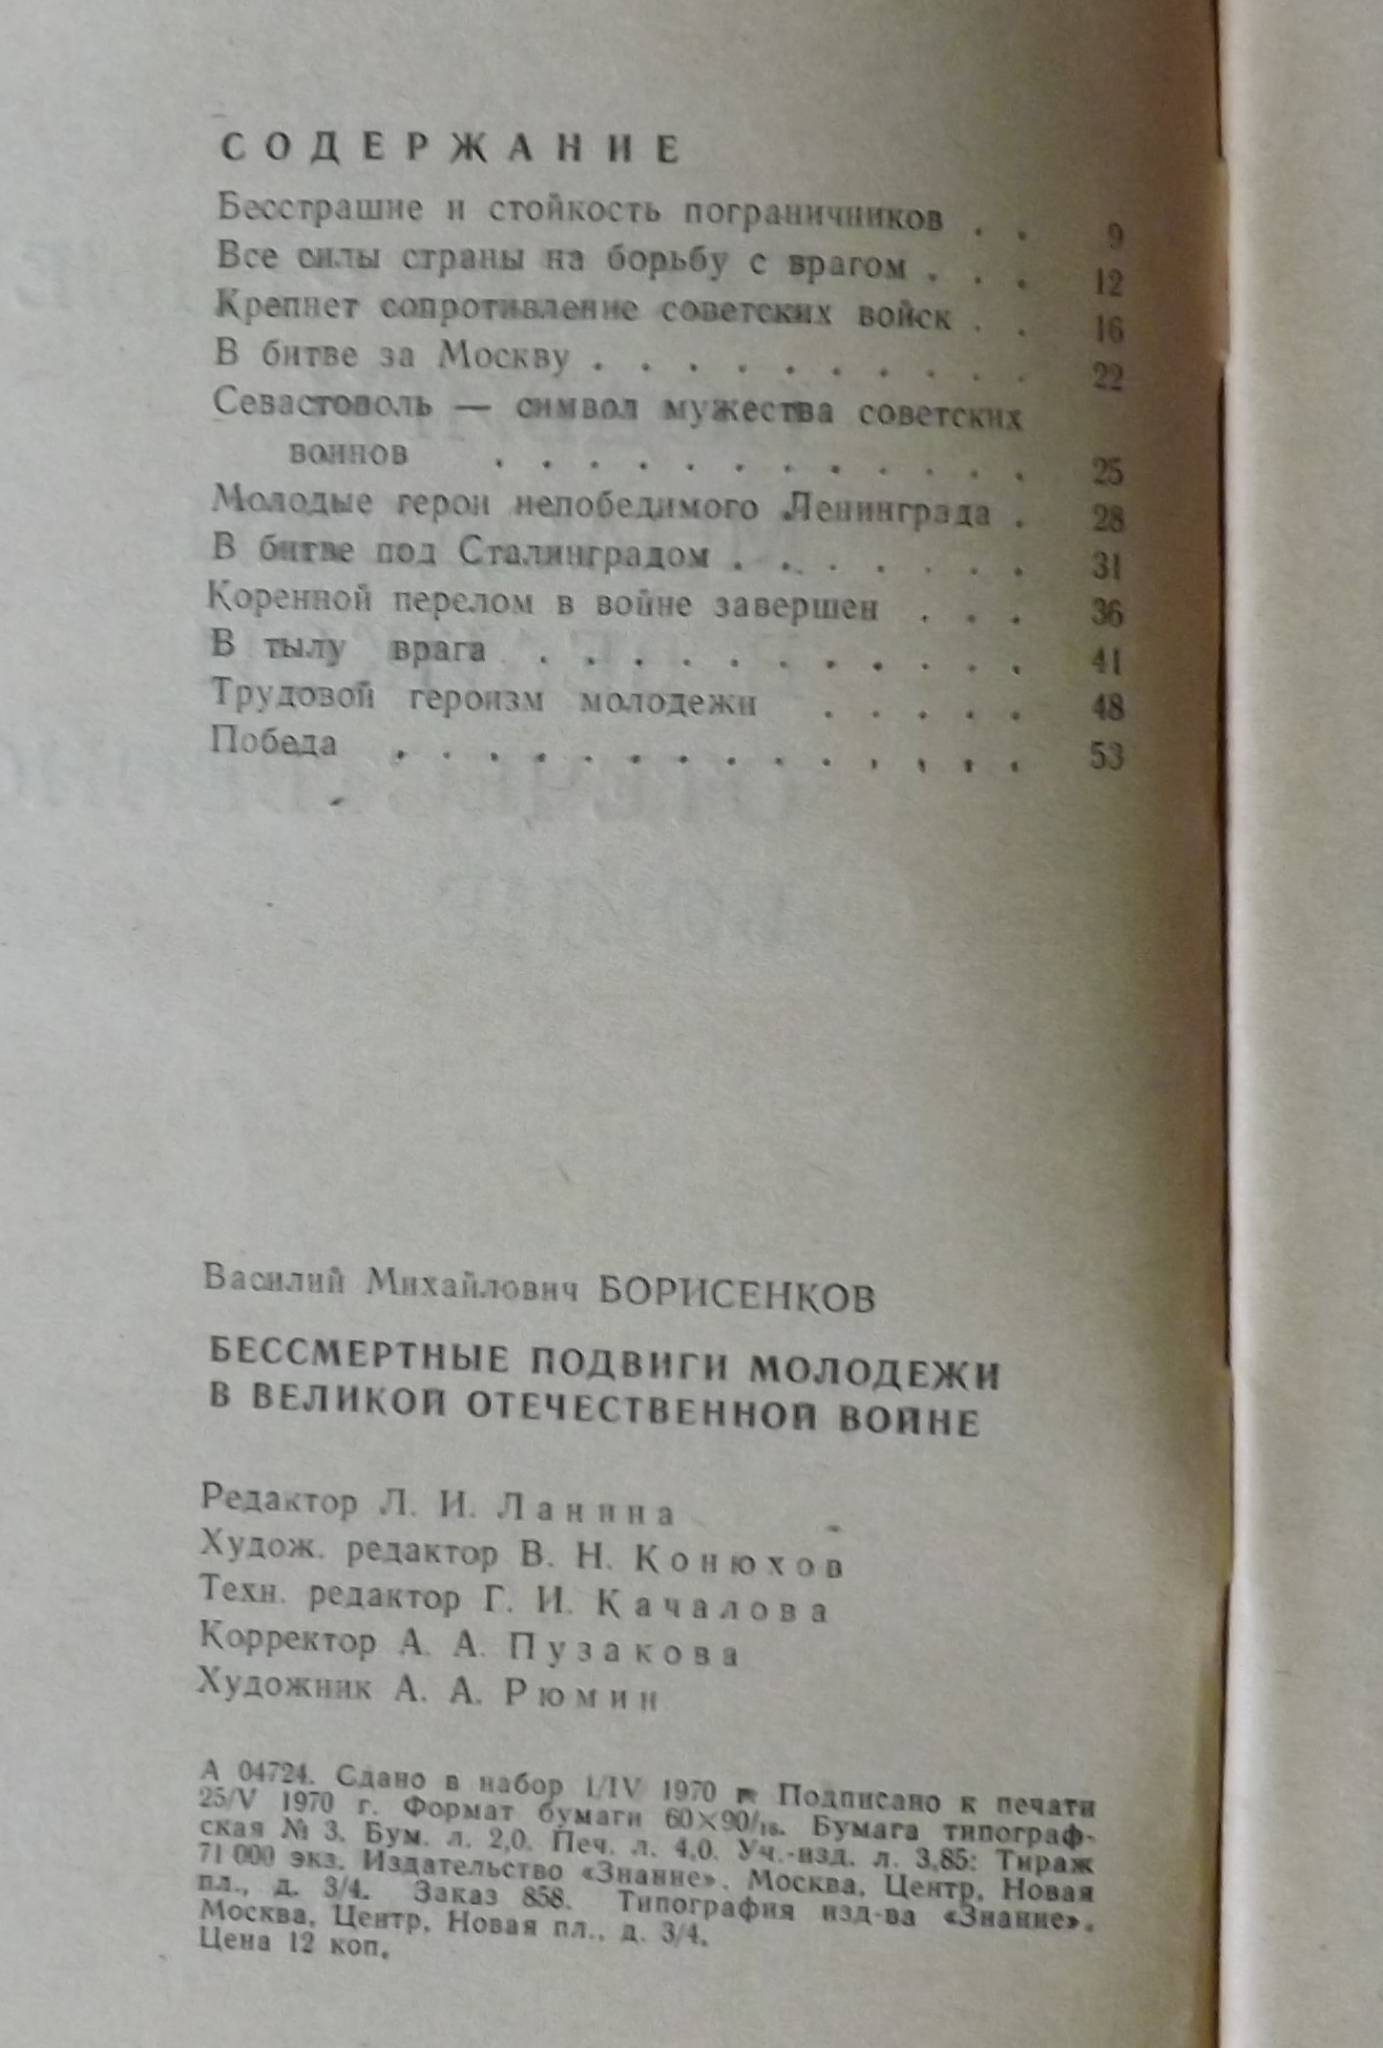 СОДЕРЖАНИЕ
Бесстрашие и стойкость пограничников . . 9
Все силы страны на борьбу с врагом . . . 12
Крепнет сопротивление советских войск . . 16
В битве за Москву . . . . . . . . . . 22
Севастополь — символ мужества советских
воинов . . . . . . . . . . . . 25
Молодые герои непобедимого Ленинграда . 28
В битве под Сталинградом . . . . . . . 31
Коренной перелом в войне завершен . . . 36
В тылу врага . . . . . . . . . . . 41
Трудовой героизм молодежи . . . . . 48
Победа . . . . . . . . . . . . . . 53
Василий Михайлович БОРИСЕНКОВ
БЕССМЕРТНЫЕ ПОДВИГИ МОЛОДЕЖИ
В ВЕЛИКОЙ ОТЕЧЕСТВЕННОЙ ВОЙНЕ
Редактор Л. И. Ланина
Худож. редактор В. Н. Конюхов
Техн. редактор Г. И. Качалова
Корректор А. А. Пузакова
Художник А. А. Рюмин
А 04724. Сдано в набор 1/IV 1970 г. Подписано к печати
25/V 1970 г. Формат бумаги 60×90/16. Бумага типограф-
ская № 3. Бум. л. 2,0. Печ. л. 4,0. Уч.-изд. л. 3,85: Тираж
71 000 экз. Издательство «Знание». Москва, Центр, Новая
пл., д. 3/4. Заказ 858. Типография изд-ва «Знание».
Москва, Центр, Новая пл., д. 3/4.
Цена 12 коп.